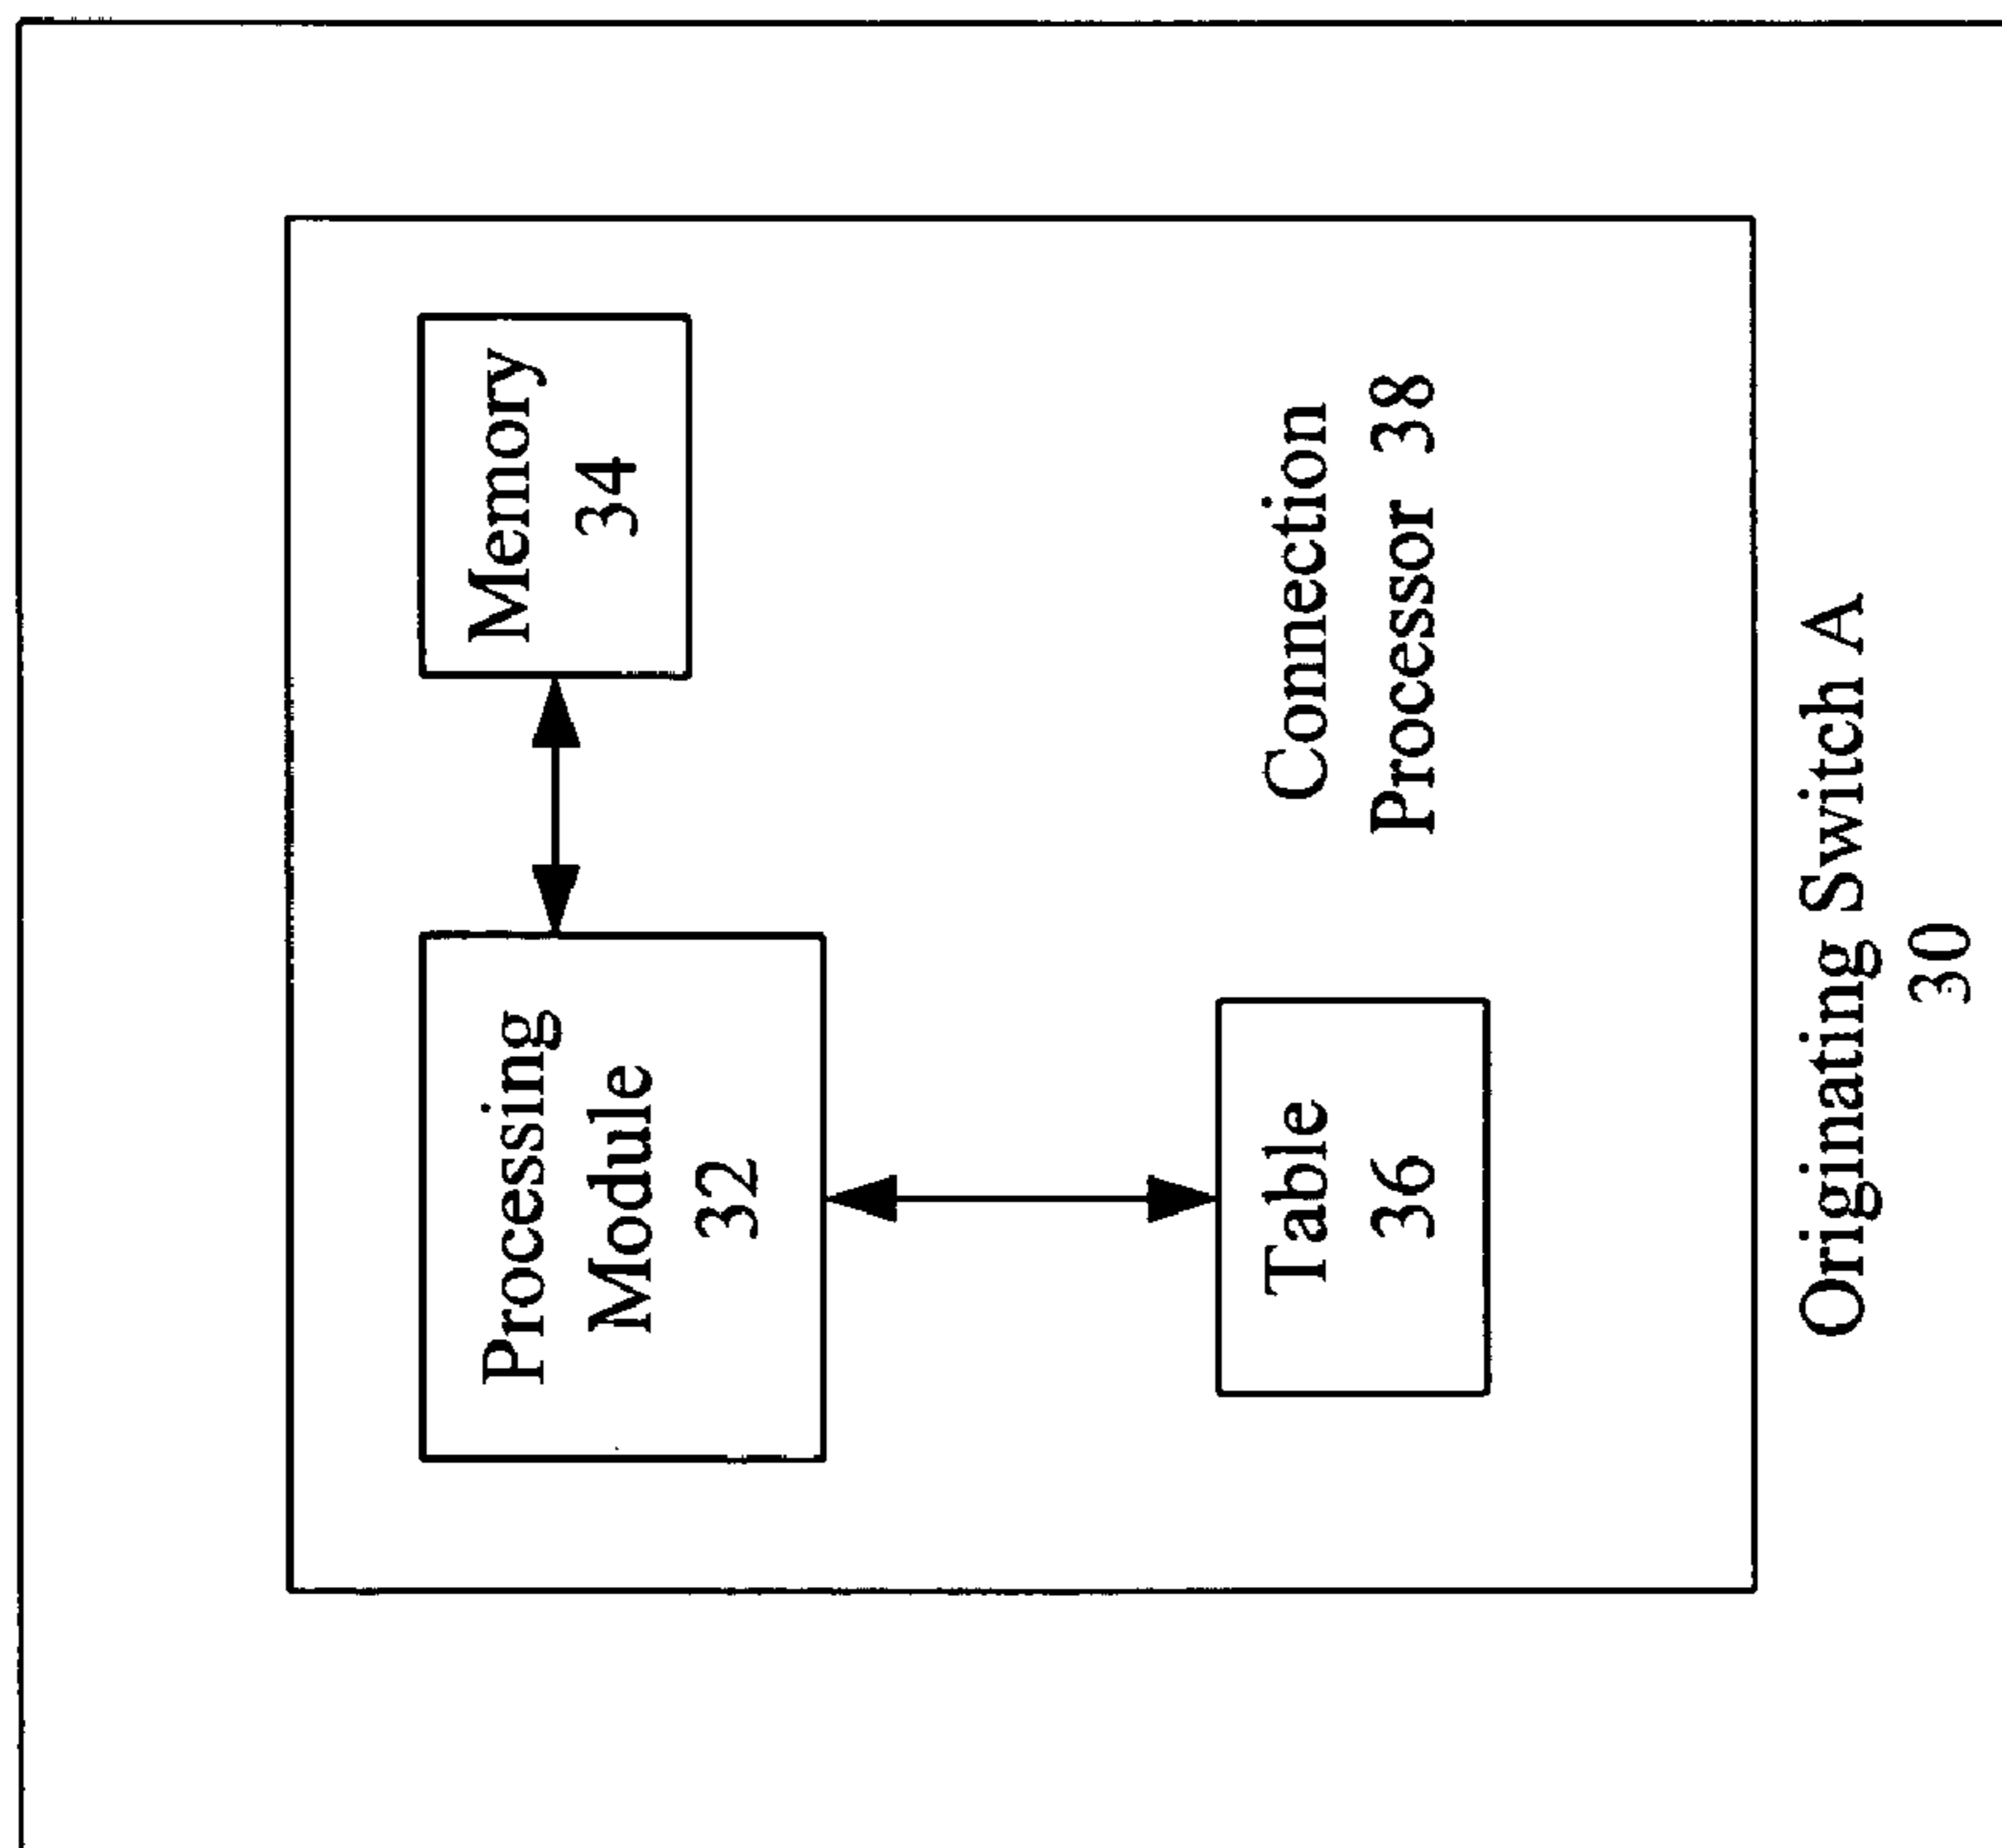 Processing
Module
32
Memory
34
Table
36
Connection
Processor 38
Originating Switch A
30